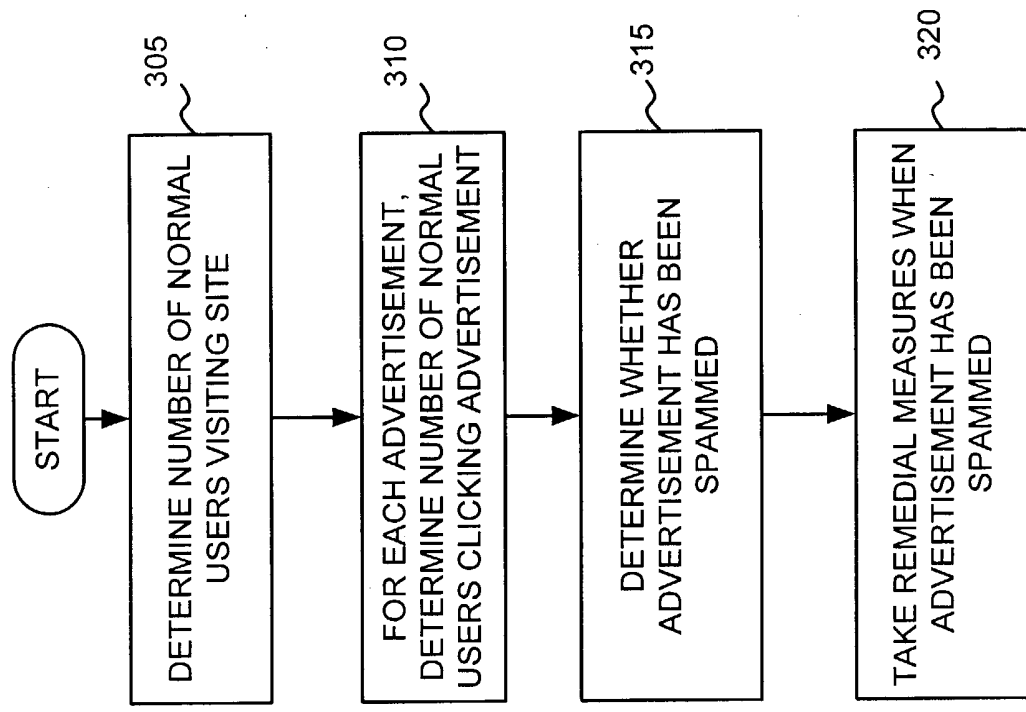 START
305
DETERMINE NUMBER OF NORMAL
USERS VISITING SITE
310
FOR EACH ADVERTISEMENT,
DETERMINE NUMBER OF NORMAL
USERS CLICKING ADVERTISEMENT
315
DETERMINE WHETHER
ADVERTISEMENT HAS BEEN
SPAMMED
320
TAKE REMEDIAL MEASURES WHEN
ADVERTISEMENT HAS BEEN
SPAMMED